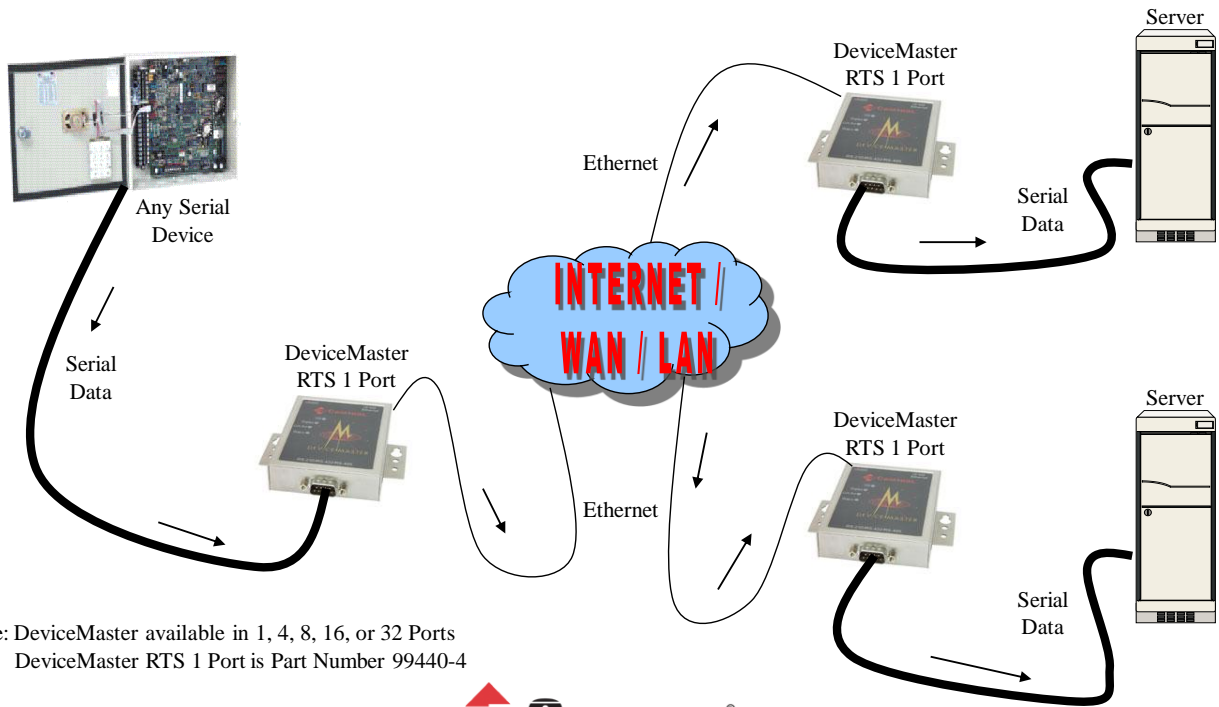 Server
DeviceMaster
RTS 1 Port
Ethernet
Serial
Data
Any Serial
Device
INTERNET /
WAN / LAN
Serial
Data
DeviceMaster
RTS 1 Port
Ethernet
DeviceMaster
RTS 1 Port
Server
Serial
Data
DeviceMaster available in 1, 4, 8, 16, or 32 Ports
DeviceMaster RTS 1 Port is Part Number 99440-4